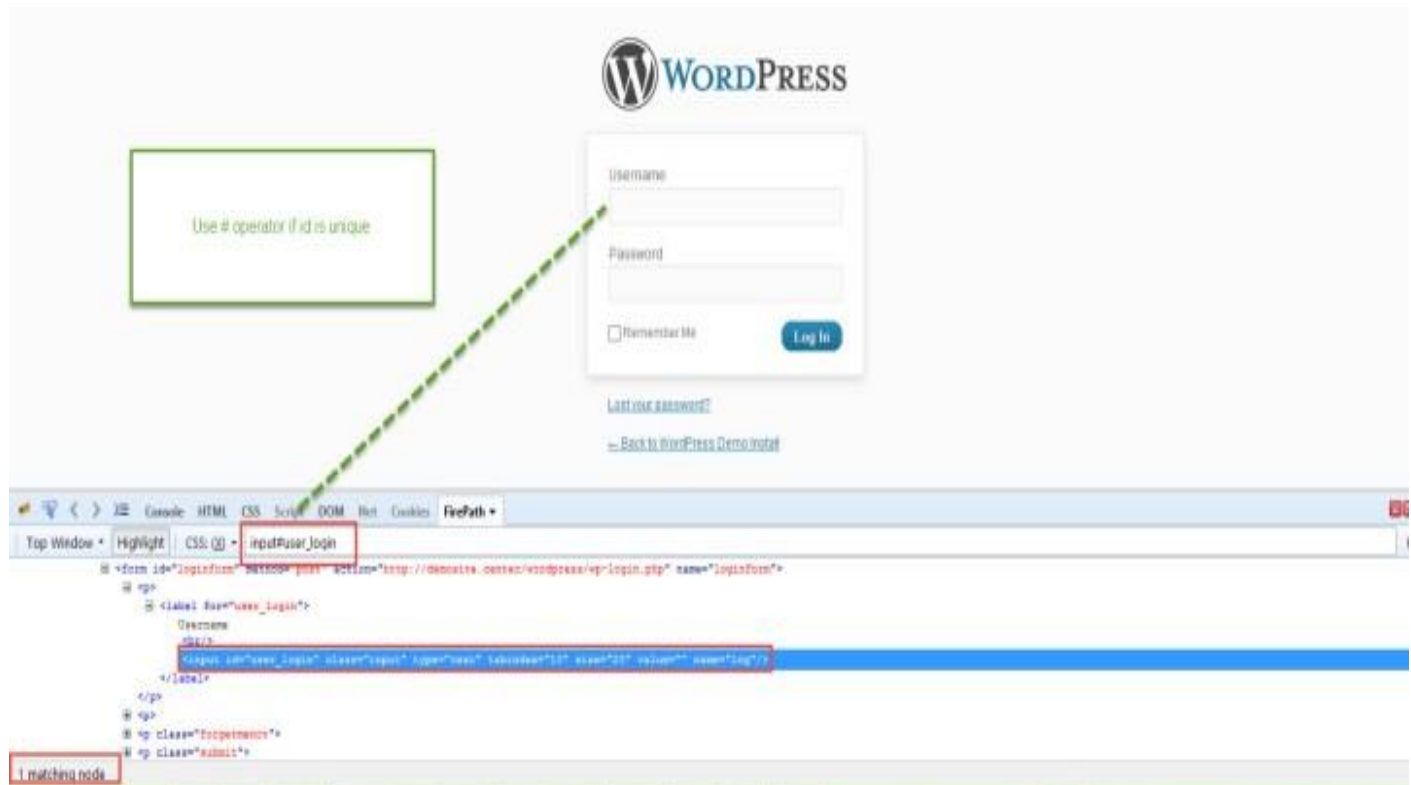 WORDPRESS
Username
Use # operator if id is unique
Password
Remember Me
Log In
Lost your password?
← Back to WordPress Demo Install
Console HTML CSS Script DOM Net Cookies FirePath
Top Window Highlight CSS: input#user_login
<form id="loginform" method="post" action="http://demosite.center/wordpress/wp-login.php" name="loginform">
<p>
<label for="user_login">
Username
<br/>
<input id="user_login" class="input" type="text" tabindex="10" size="20" value="" name="log"/>
</label>
</p>
<p>
<p class="forgetmenot">
<p class="submit">
1 matching node